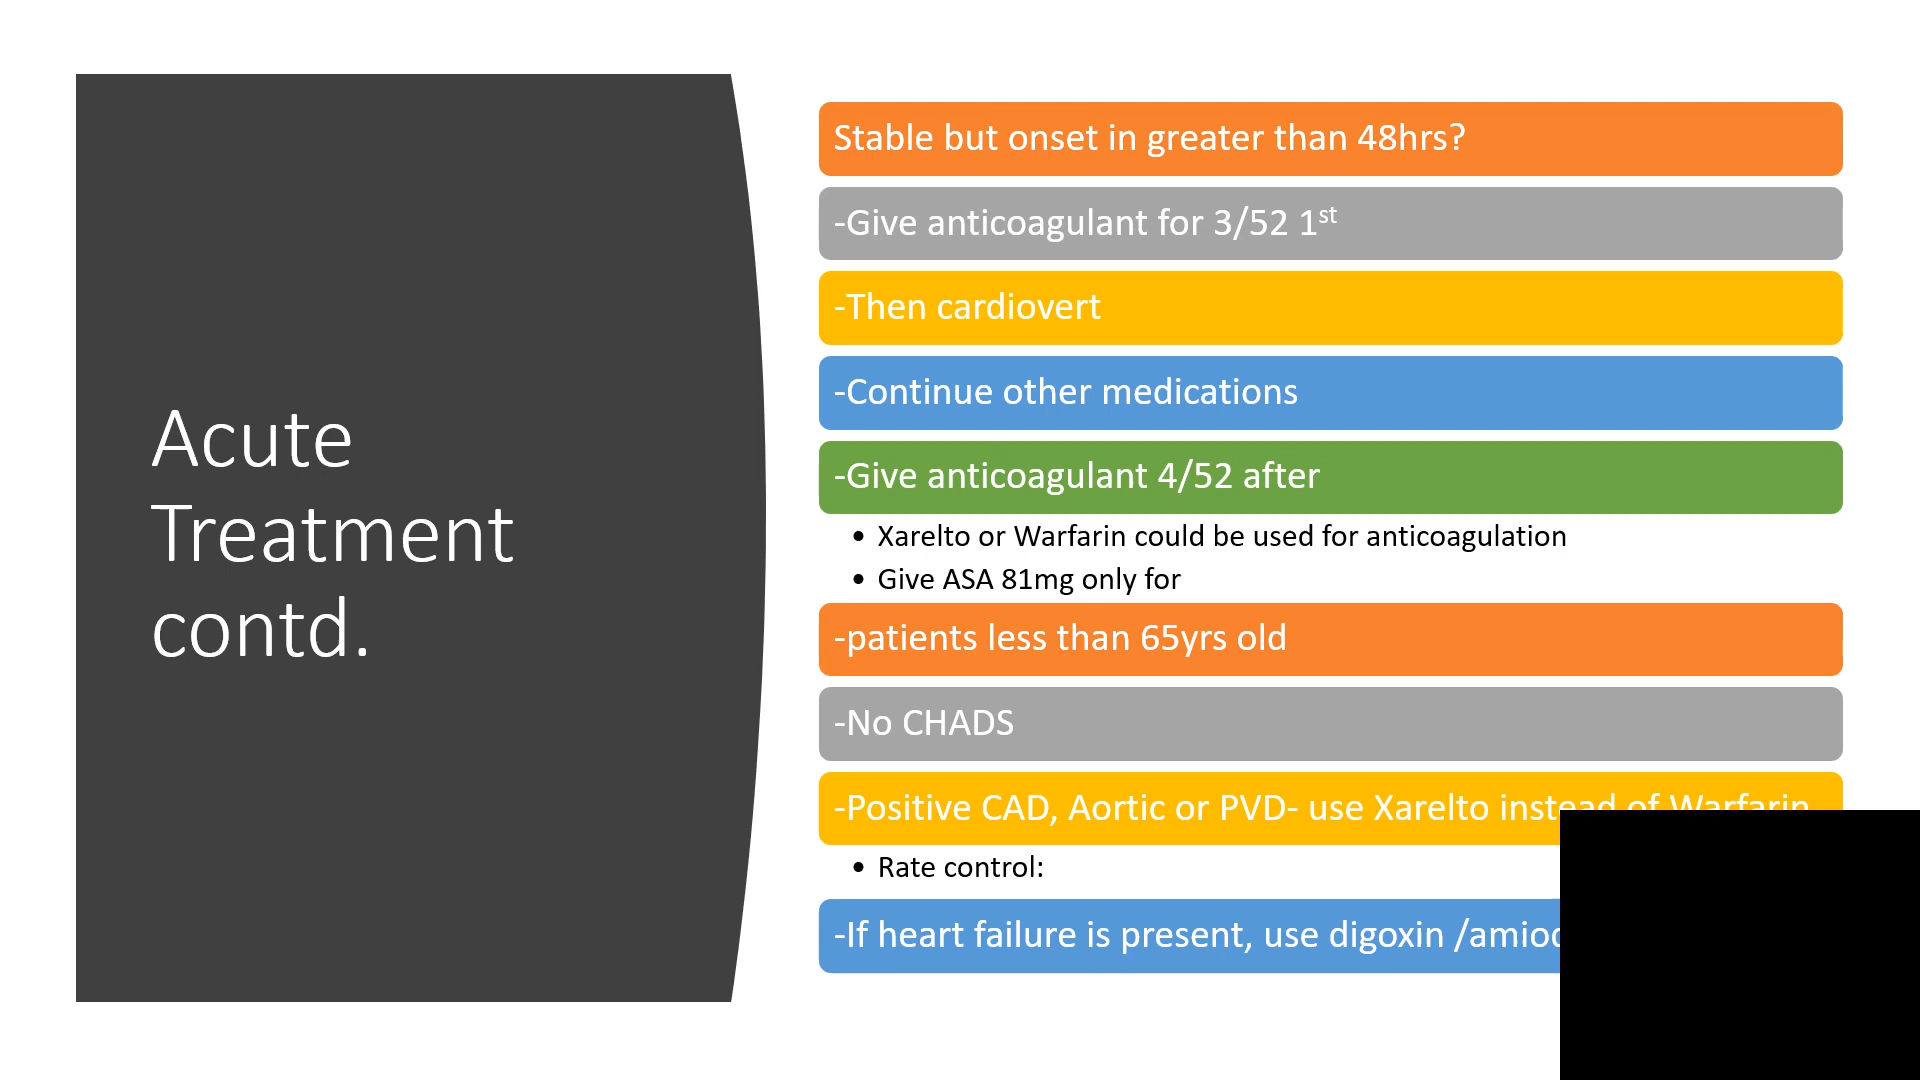 Acute
Treatment
contd.
Stable but onset in greater than 48hrs?
-Give anticoagulant for 3/52 1st
-Then cardiovert
-Continue other medications
-Give anticoagulant 4/52 after
• Xarelto or Warfarin could be used for anticoagulation
• Give ASA 81mg only for
-patients less than 65yrs old
-No CHADS
-Positive CAD, Aortic or PVD- use Xarelto instead of Warfarin
• Rate control:
-If heart failure is present, use digoxin